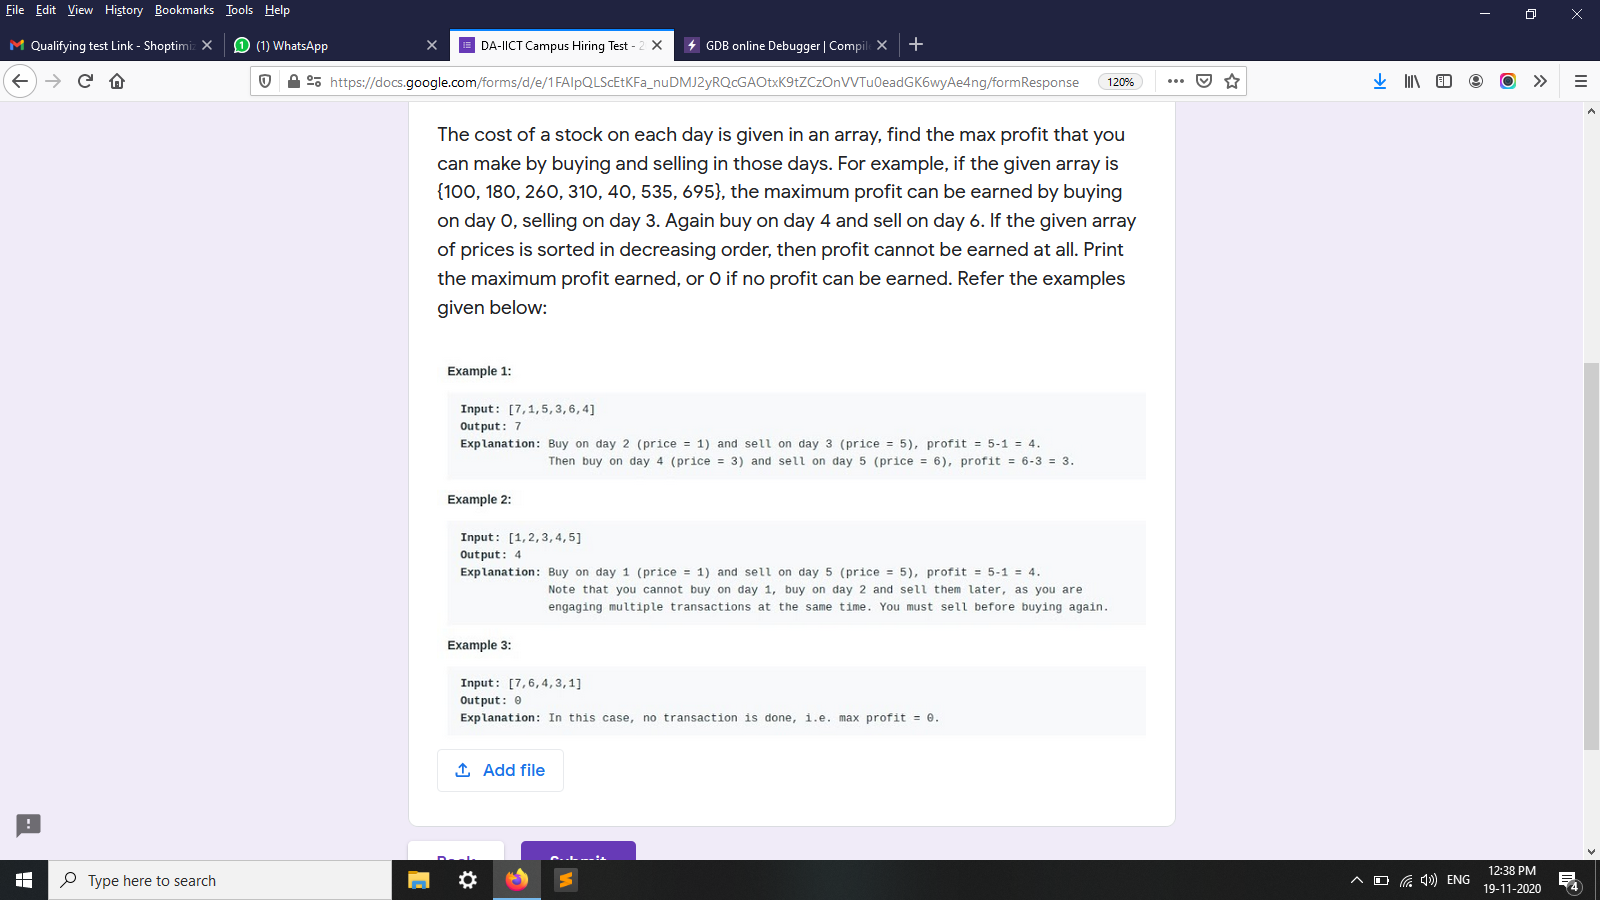 File Edit View History Bookmarks Tools Help
Qualifying test Link - Shoptimiz
(1) WhatsApp
DA-IICT Campus Hiring Test - 2
GDB online Debugger | Compil
https://docs.google.com/forms/d/e/1FAIpQLScEtKFa_nuDMJ2yRQcGAOtxK9tZCzOnVVTu0eadGK6wyAe4ng/formResponse
120%
The cost of a stock on each day is given in an array, find the max profit that you
can make by buying and selling in those days. For example, if the given array is
{100, 180, 260, 310, 40, 535, 695}, the maximum profit can be earned by buying
on day 0, selling on day 3. Again buy on day 4 and sell on day 6. If the given array
of prices is sorted in decreasing order, then profit cannot be earned at all. Print
the maximum profit earned, or 0 if no profit can be earned. Refer the examples
given below:
Example 1:
Input: [7,1,5,3,6,4]
Output: 7
Explanation: Buy on day 2 (price = 1) and sell on day 3 (price = 5), profit = 5-1 = 4.
Then buy on day 4 (price = 3) and sell on day 5 (price = 6), profit = 6-3 = 3.
Example 2:
Input: [1,2,3,4,5]
Output: 4
Explanation: Buy on day 1 (price = 1) and sell on day 5 (price = 5), profit = 5-1 = 4.
Note that you cannot buy on day 1, buy on day 2 and sell them later, as you are
engaging multiple transactions at the same time. You must sell before buying again.
Example 3:
Input: [7,6,4,3,1]
Output: 0
Explanation: In this case, no transaction is done, i.e. max profit = 0.
Add file
Back
Submit
Type here to search
ENG
12:38 PM
19-11-2020
4